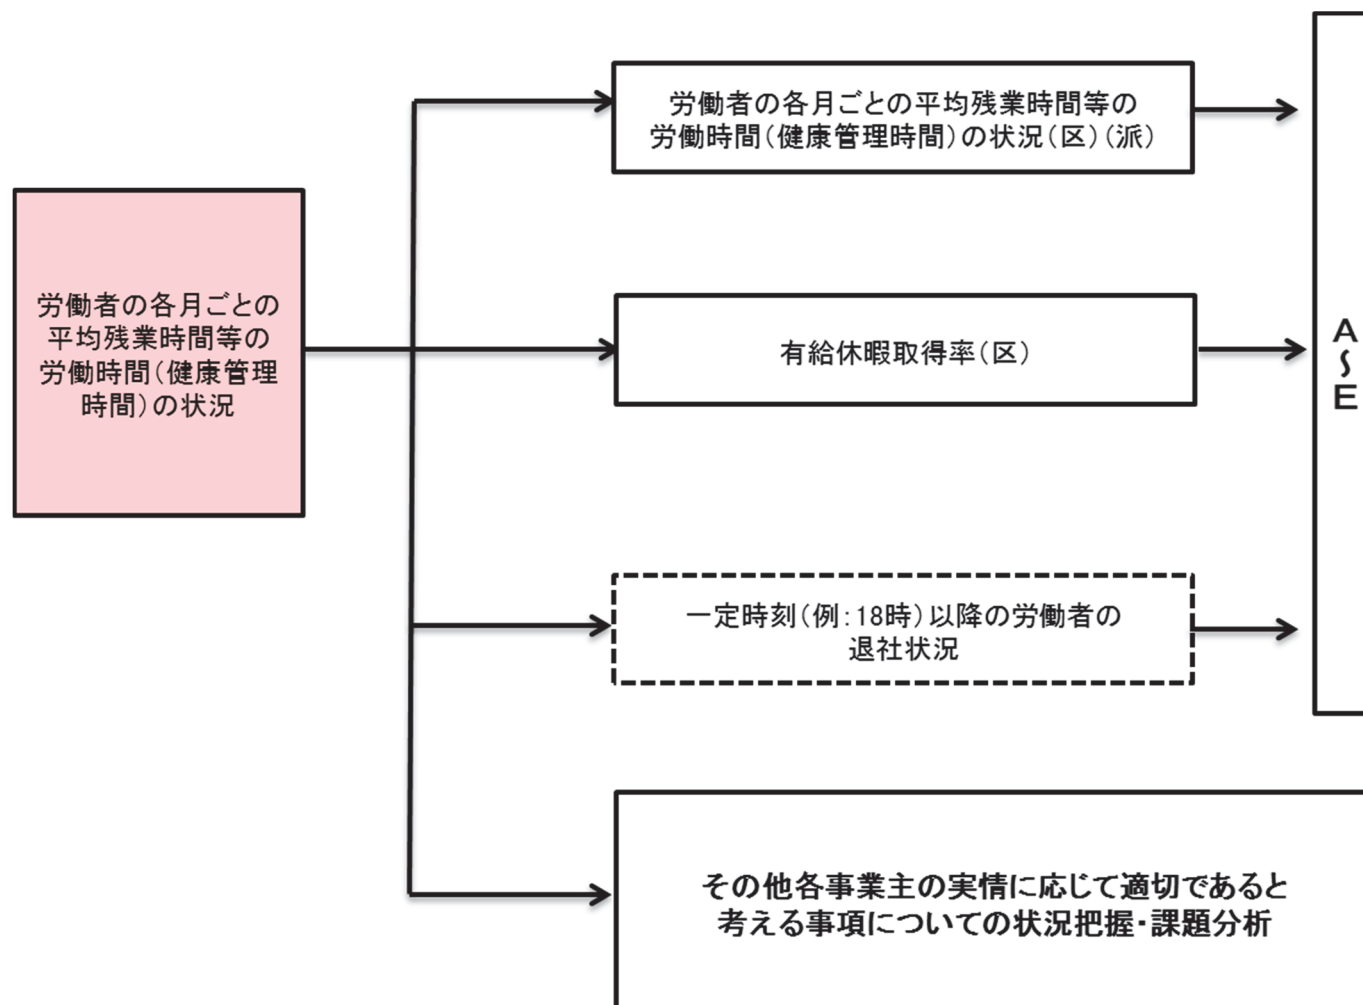 労働者の各月ごとの
平均残業時間等の
労働時間(健康管理
時間)の状況
労働者の各月ごとの平均残業時間等の
労働時間(健康管理時間)の状況(区)(派)
有給休暇取得率(区)
一定時刻(例:18時)以降の労働者の
退社状況
その他各事業主の実情に応じて適切であると
考える事項についての状況把握・課題分析
A~E